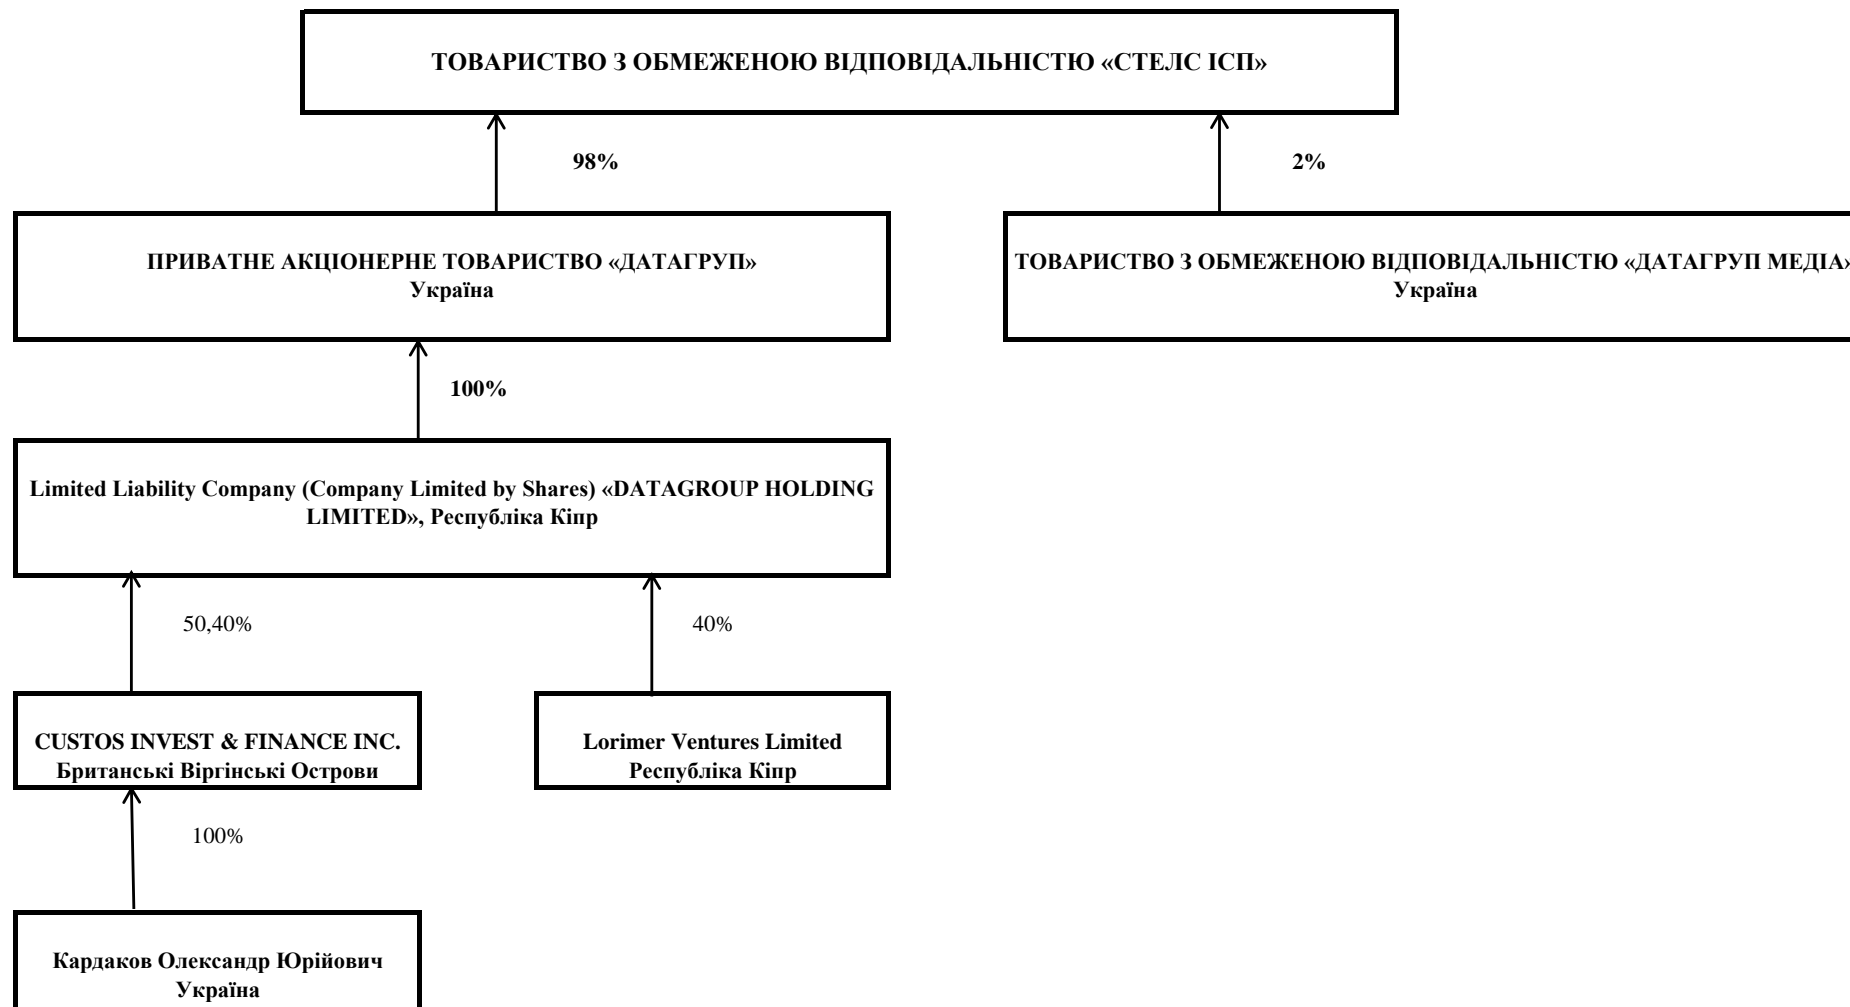 ТОВАРИСТВО З ОБМЕЖЕНОЮ ВІДПОВІДАЛЬНІСТЮ «СТЕЛС ІСП»
98%
2%
ПРИВАТНЕ АКЦІОНЕРНЕ ТОВАРИСТВО «ДАТАГРУП»
Україна
ТОВАРИСТВО З ОБМЕЖЕНОЮ ВІДПОВІДАЛЬНІСТЮ «ДАТАГРУП МЕДІА»
Україна
100%
Limited Liability Company (Company Limited by Shares) «DATAGROUP HOLDING
LIMITED», Республіка Кіпр
50,40%
40%
CUSTOS INVEST & FINANCE INC.
Британські Віргінські Острови
Lorimer Ventures Limited
Республіка Кіпр
100%
Кардаков Олександр Юрійович
Україна